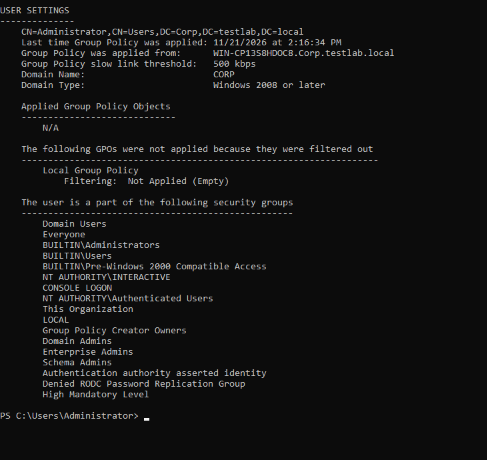 USER SETTINGS
--------------
CN=Administrator,CN=Users,DC=Corp,DC=testlab,DC=local
Last time Group Policy was applied: 11/21/2026 at 2:16:34 PM
Group Policy was applied from: WIN-CP13S8HDOC8.Corp.testlab.local
Group Policy slow link threshold: 500 kbps
Domain Name: CORP
Domain Type: Windows 2008 or later
Applied Group Policy Objects
-----------------------------
N/A
The following GPOs were not applied because they were filtered out
-------------------------------------------------------------------
Local Group Policy
Filtering: Not Applied (Empty)
The user is a part of the following security groups
---------------------------------------------------
Domain Users
Everyone
BUILTIN\Administrators
BUILTIN\Users
BUILTIN\Pre-Windows 2000 Compatible Access
NT AUTHORITY\INTERACTIVE
CONSOLE LOGON
NT AUTHORITY\Authenticated Users
This Organization
LOCAL
Group Policy Creator Owners
Domain Admins
Enterprise Admins
Schema Admins
Authentication authority asserted identity
Denied RODC Password Replication Group
High Mandatory Level
PS C:\Users\Administrator>